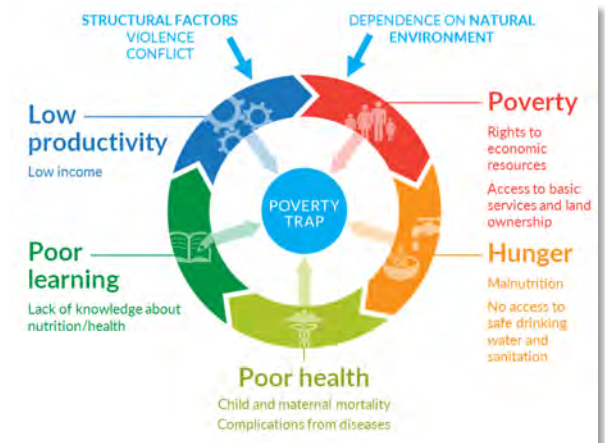 STRUCTURAL FACTORS
VIOLENCE
CONFLICT
DEPENDENCE ON NATURAL
ENVIRONMENT
Low
productivity
Low income
Poverty
Rights to
economic
resources
Access to basic
services and land
ownership
POVERTY
TRAP
Poor
learning
Lack of knowledge about
nutrition/health
Hunger
Malnutrition
No access to
safe drinking
water and
sanitation
Poor health
Child and maternal mortality
Complications from diseases